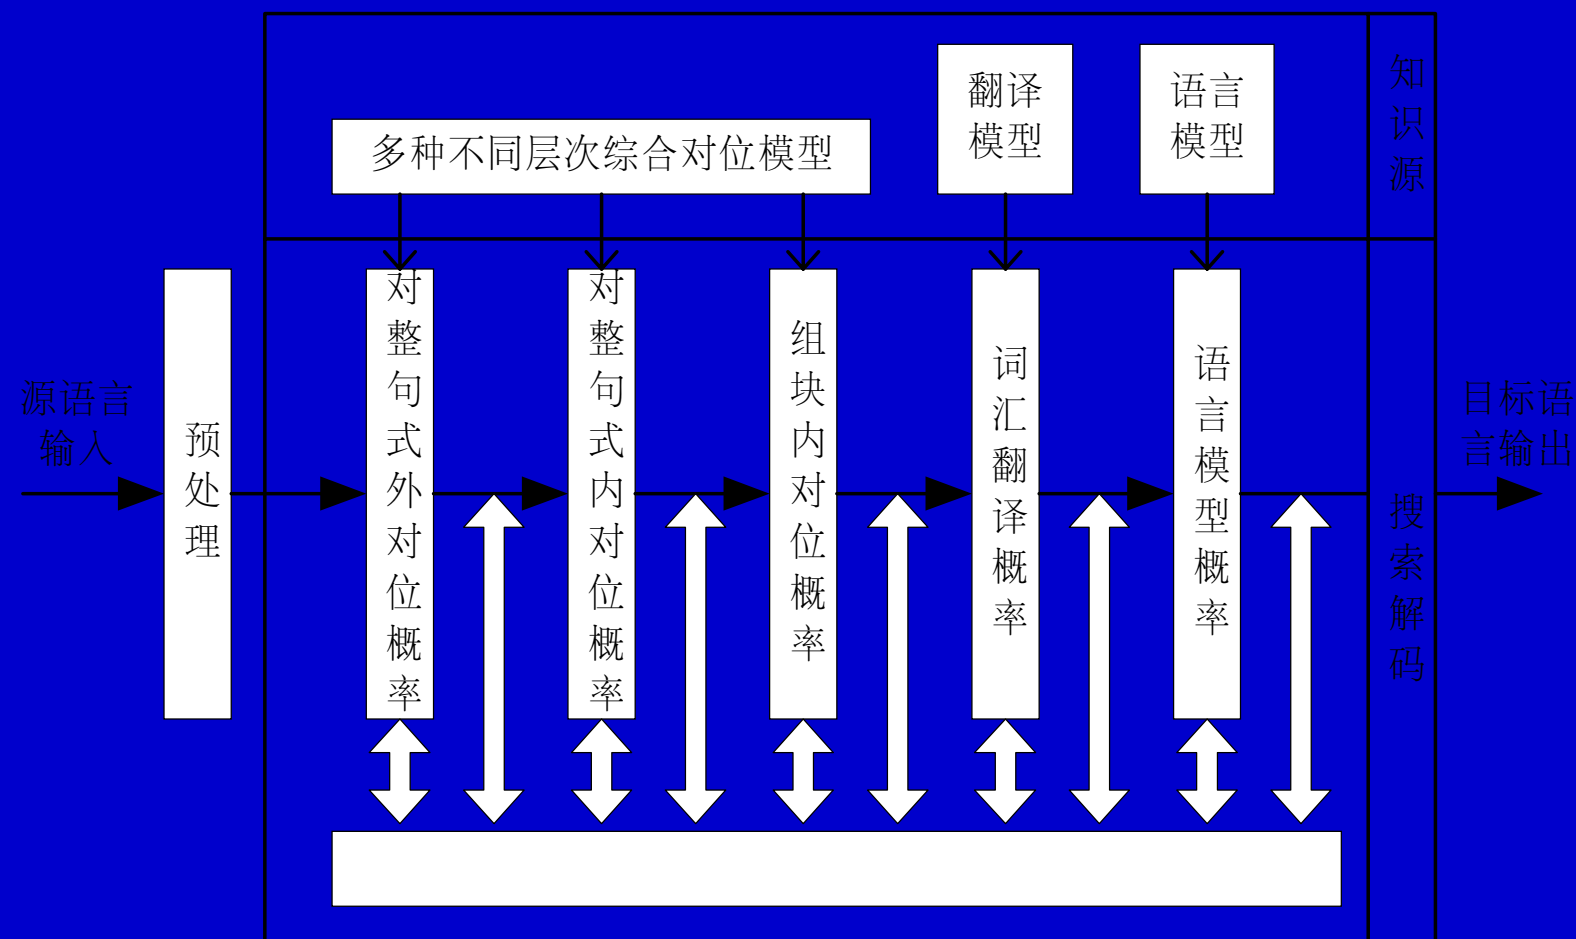 翻译
模型
语言
模型
知识源
多种不同层次综合对位模型
源语言
输入
预处理
对整句式外对位概率
对整句式内对位概率
组块内对位概率
词汇翻译概率
语言模型概率
搜索解码
目标语
言输出